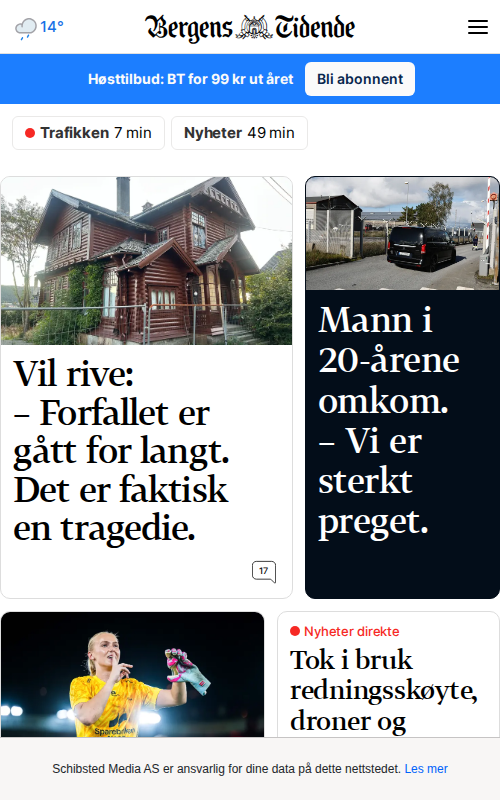 14°
Bergens Tidende
Høsttilbud: BT for 99 kr ut året
Bli abonnent
Trafikken 7 min
Nyheter 49 min
Vil rive:
– Forfallet er
gått for langt.
Det er faktisk
en tragedie.
17
Mann i
20-årene
omkom.
– Vi er
sterkt
preget.
Sparebanken
Nyheter direkte
Tok i bruk
redningsskøyte,
droner og
Schibsted Media AS er ansvarlig for dine data på dette nettstedet. Les mer